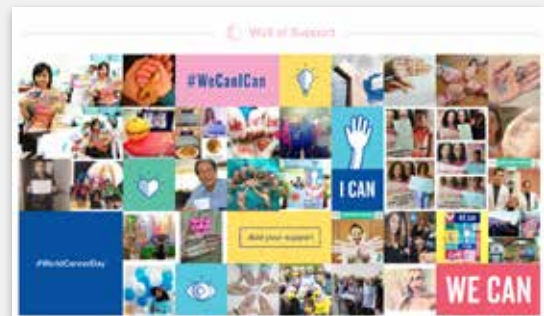 Wall of Support
#WeCanICan
I CAN
#WorldCancerDay
Add your support
WE CAN